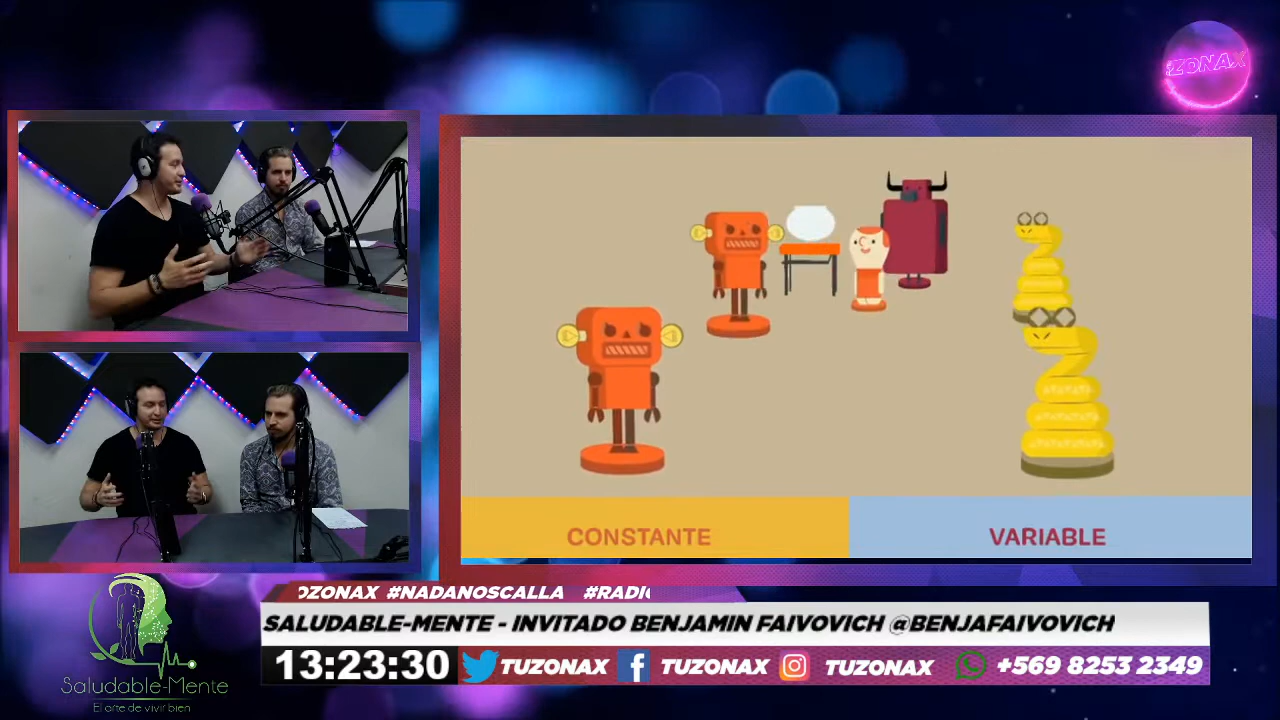 ZONAX
CONSTANTE
VARIABLE
OZONAX #NADANOSCALLA #RADI
SALUDABLE-MENTE - INVITADO BENJAMIN FAIVOVICH @BENJAFAIVOVICH
13:23:30 TUZONAX TUZONAX TUZONAX +569 8253 2349
Saludable-Mente
El arte de vivir bien